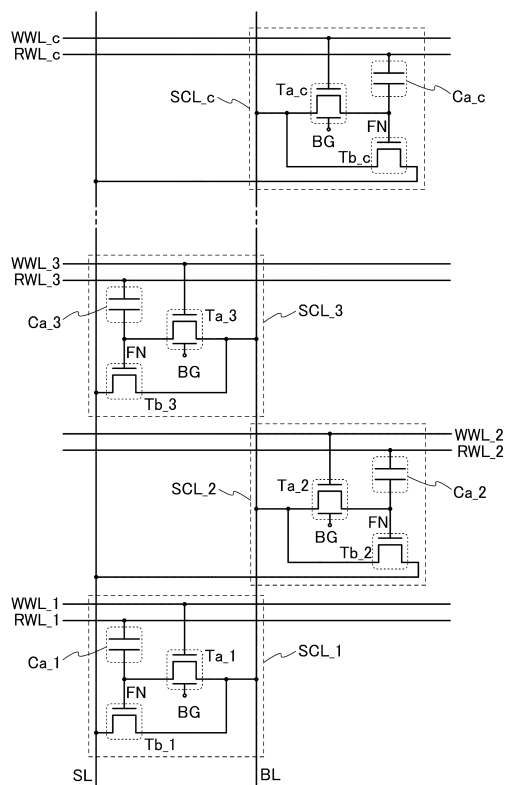 WWL_c
RWL_c
Ta_c
SCL_c
Ca_c
FN
BG
Tb_c
WWL_3
RWL_3
Ta_3
SCL_3
Ca_3
FN
BG
Tb_3
WWL_2
RWL_2
Ta_2
SCL_2
Ca_2
FN
BG
Tb_2
WWL_1
RWL_1
Ta_1
SCL_1
Ca_1
FN
BG
Tb_1
SL
BL